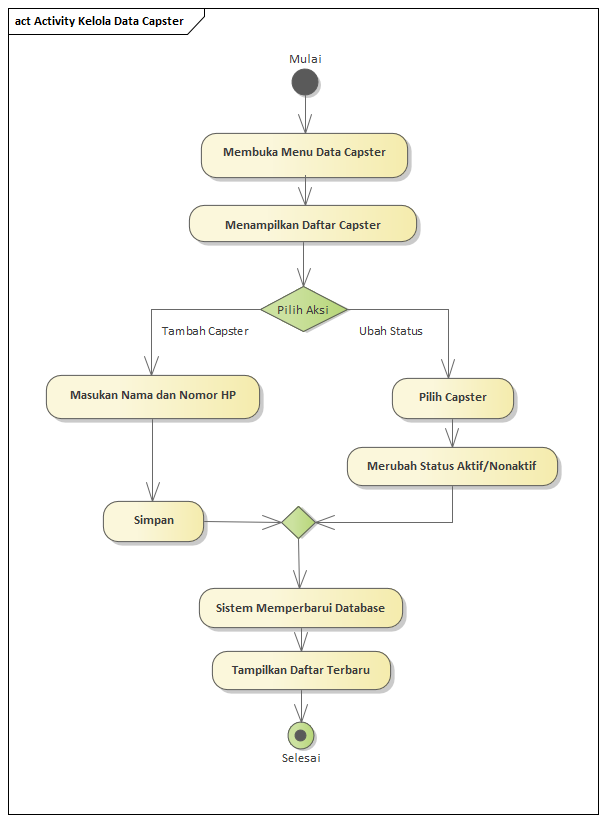 act Activity Kelola Data Capster
Mulai
Membuka Menu Data Capster
Menampilkan Daftar Capster
Pilih Aksi
Tambah Capster
Ubah Status
Masukan Nama dan Nomor HP
Pilih Capster
Merubah Status Aktif/Nonaktif
Simpan
Sistem Memperbarui Database
Tampilkan Daftar Terbaru
Selesai